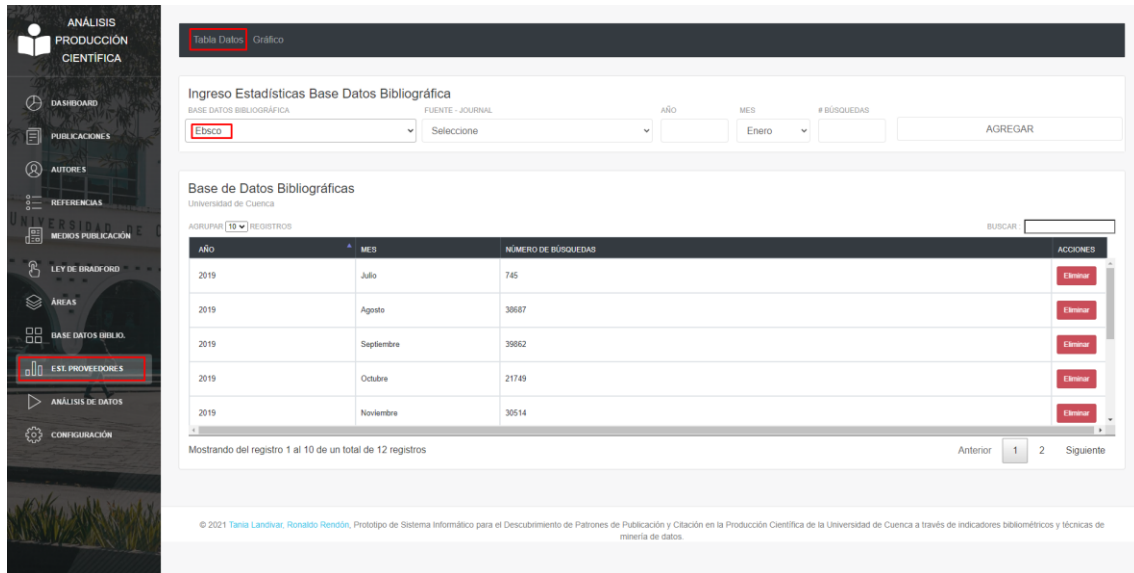 ANÁLISIS
PRODUCCIÓN
CIENTÍFICA
DASHBOARD
PUBLICACIONES
AUTORES
REFERENCIAS
UNIVERSIDAD DE
MEDIOS PUBLICACIÓN
LEY DE BRADFORD
ÁREAS
BASE DATOS BIBLIO.
EST. PROVEEDORES
ANÁLISIS DE DATOS
CONFIGURACIÓN
Tabla Datos Gráfico
Ingreso Estadísticas Base Datos Bibliográfica
BASE DATOS BIBLIOGRÁFICA FUENTE - JOURNAL AÑO MES # BÚSQUEDAS
Ebsco Seleccione Enero AGREGAR
Base de Datos Bibliográficas
Universidad de Cuenca
AGRUPAR 10 REGISTROS BUSCAR :
AÑO MES NÚMERO DE BÚSQUEDAS ACCIONES
2019 Julio 745 Eliminar
2019 Agosto 38687 Eliminar
2019 Septiembre 39862 Eliminar
2019 Octubre 21749 Eliminar
2019 Noviembre 30514 Eliminar
Mostrando del registro 1 al 10 de un total de 12 registros Anterior 1 2 Siguiente
© 2021 Tania Landivar, Ronaldo Rendón, Prototipo de Sistema Informático para el Descubrimiento de Patrones de Publicación y Citación en la Producción Científica de la Universidad de Cuenca a través de indicadores bibliométricos y técnicas de
minería de datos.